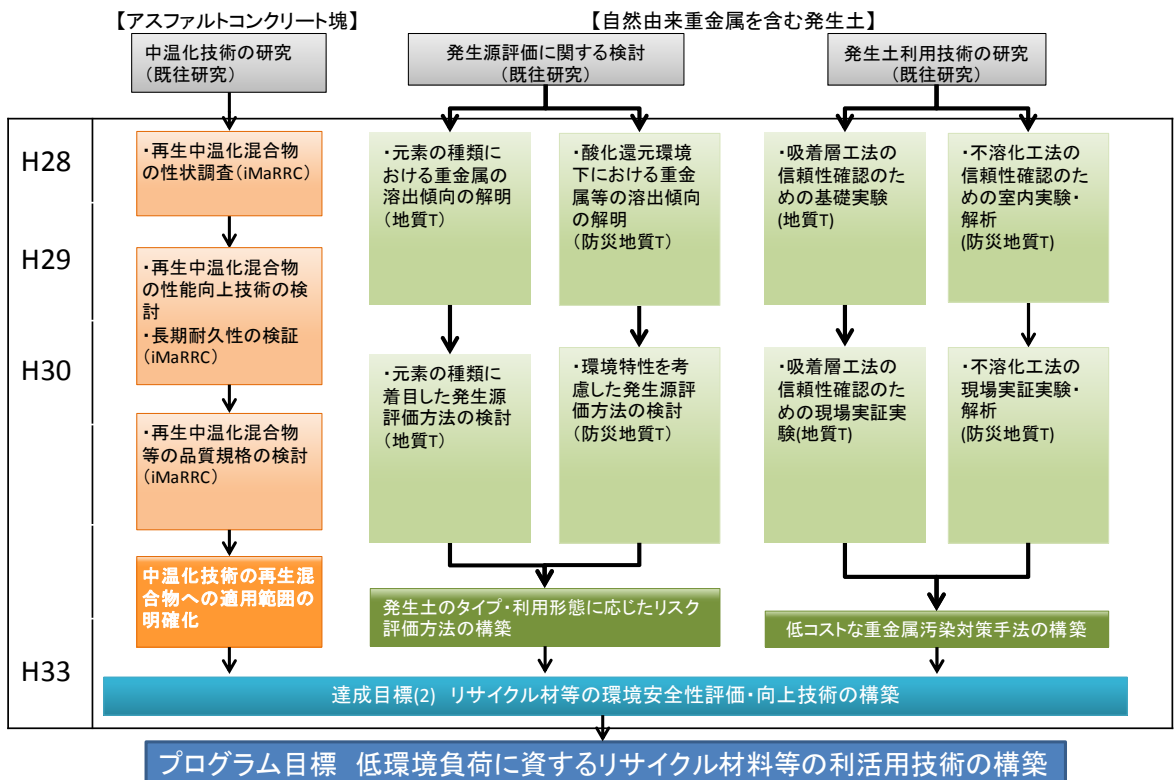 【アスファルトコンクリート塊】
【自然由来重金属を含む発生土】
中温化技術の研究
（既往研究）
発生源評価に関する検討
（既往研究）
発生土利用技術の研究
（既往研究）
H28
H29
H30
H33
・再生中温化混合物
の性状調査（iMaRRC）
・再生中温化混合物
の性能向上技術の検
討
・長期耐久性の検証
（iMaRRC）
・再生中温化混合物
等の品質規格の検討
（iMaRRC）
中温化技術の再生混
合物への適用範囲の
明確化
・元素の種類に
おける重金属の
溶出傾向の解明
（地質T）
・元素の種類に
着目した発生源
評価方法の検討
（地質T）
・酸化還元環境
下における重金
属等の溶出傾向
の解明
（防災地質T）
・環境特性を考
慮した発生源評
価方法の検討
（防災地質T）
発生土のタイプ・利用形態に応じたリスク
評価方法の構築
・吸着層工法の
信頼性確認のた
めの基礎実験
(地質T)
・吸着層工法の
信頼性確認のた
めの現場実証実
験(地質T)
・不溶化工法の
信頼性確認のた
めの室内実験・
解析
(防災地質T)
・不溶化工法の
現場実証実験・
解析
(防災地質T)
低コストな重金属汚染対策手法の構築
達成目標(2) リサイクル材等の環境安全性評価・向上技術の構築
プログラム目標 低環境負荷に資するリサイクル材料等の利活用技術の構築